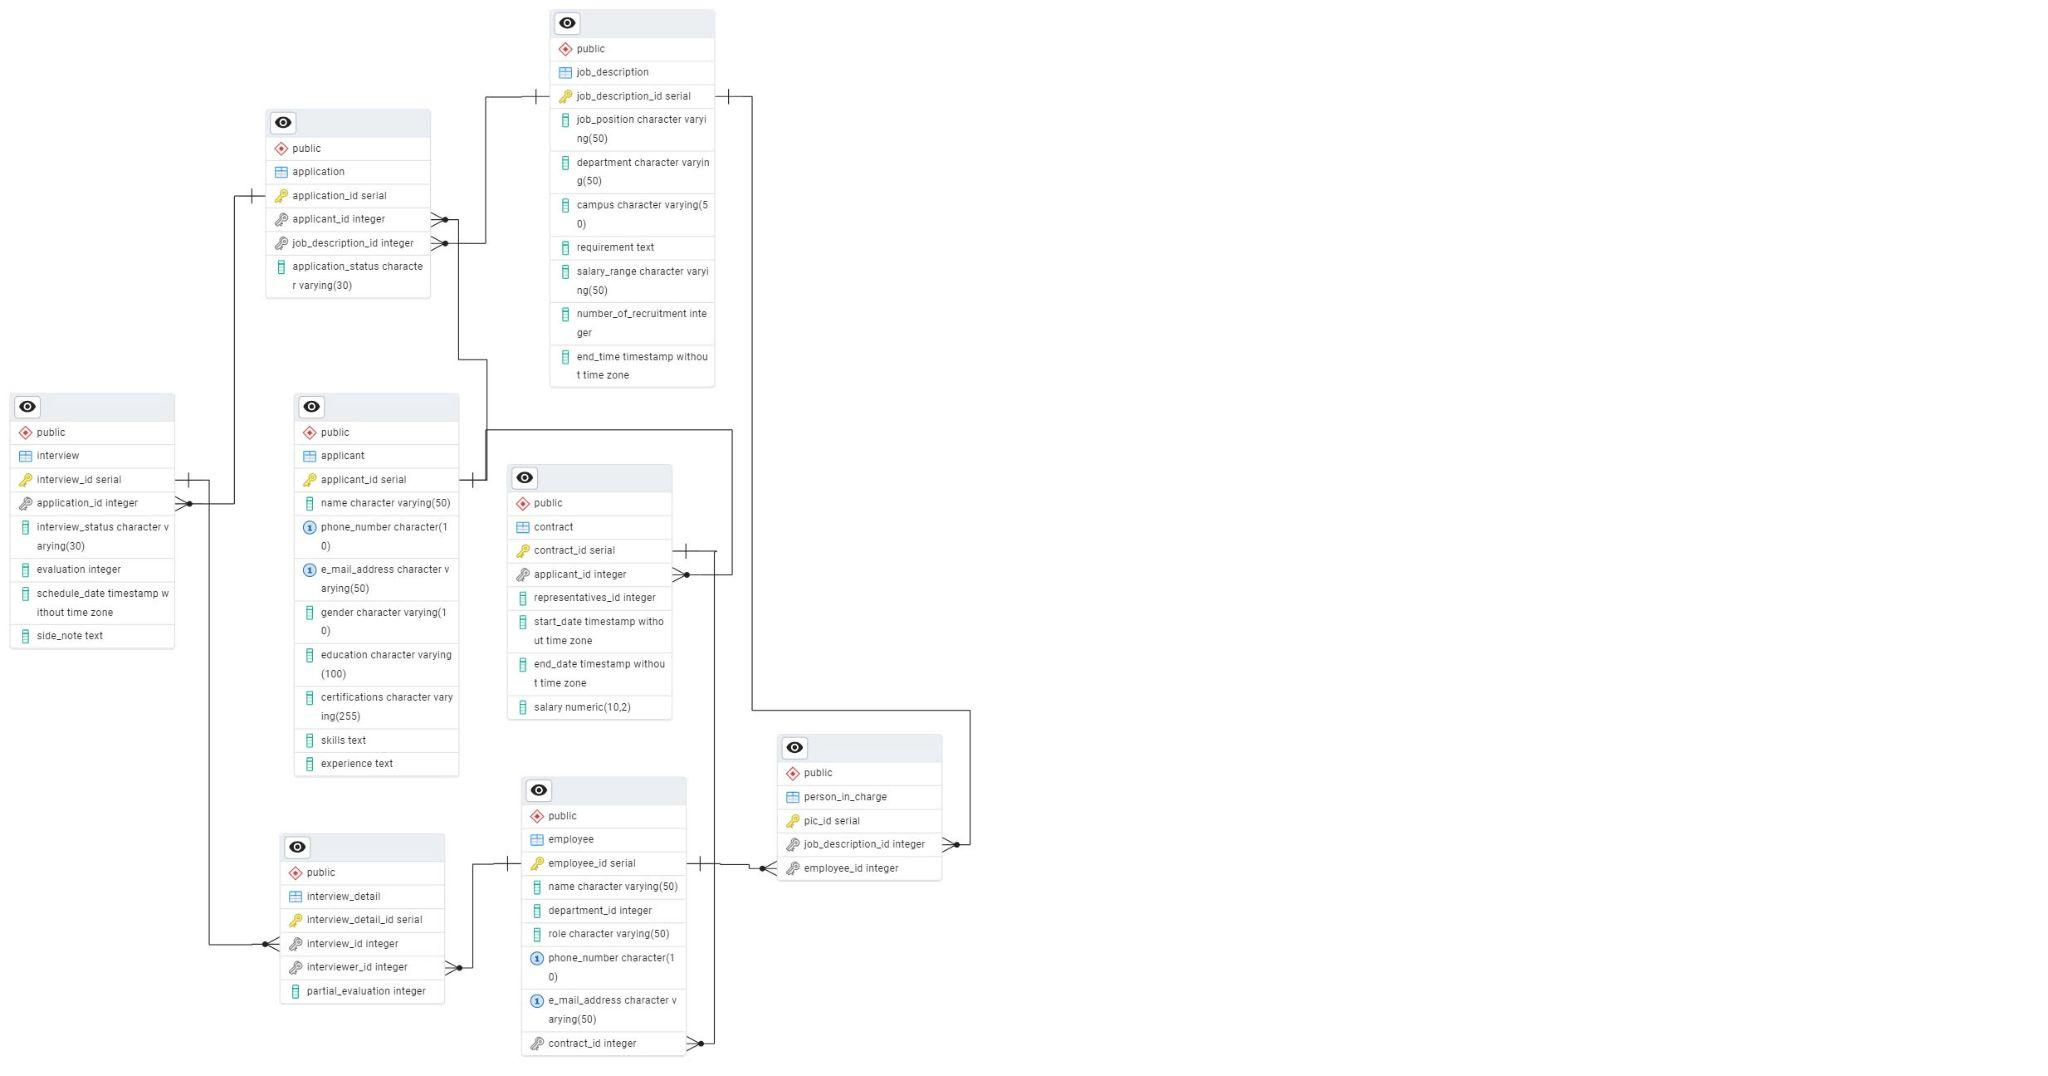 public
job_description
job_description_id serial
job_position character varyi
ng(50)
department character varyin
g(50)
campus character varying(5
0)
requirement text
salary_range character varyi
ng(50)
number_of_recruitment inte
ger
end_time timestamp withou
t time zone
public
application
application_id serial
applicant_id integer
job_description_id integer
application_status characte
r varying(30)
public
interview
interview_id serial
application_id integer
interview_status character v
arying(30)
evaluation integer
schedule_date timestamp w
ithout time zone
side_note text
public
applicant
applicant_id serial
name character varying(50)
1 phone_number character(1
0)
1 e_mail_address character v
arying(50)
gender character varying(1
0)
education character varying
(100)
certifications character vary
ing(255)
skills text
experience text
public
contract
contract_id serial
applicant_id integer
representatives_id integer
start_date timestamp witho
ut time zone
end_date timestamp withou
t time zone
salary numeric(10,2)
public
person_in_charge
pic_id serial
job_description_id integer
employee_id integer
public
employee
employee_id serial
name character varying(50)
department_id integer
role character varying(50)
1 phone_number character(1
0)
1 e_mail_address character v
arying(50)
contract_id integer
public
interview_detail
interview_detail_id serial
interview_id integer
interviewer_id integer
partial_evaluation integer